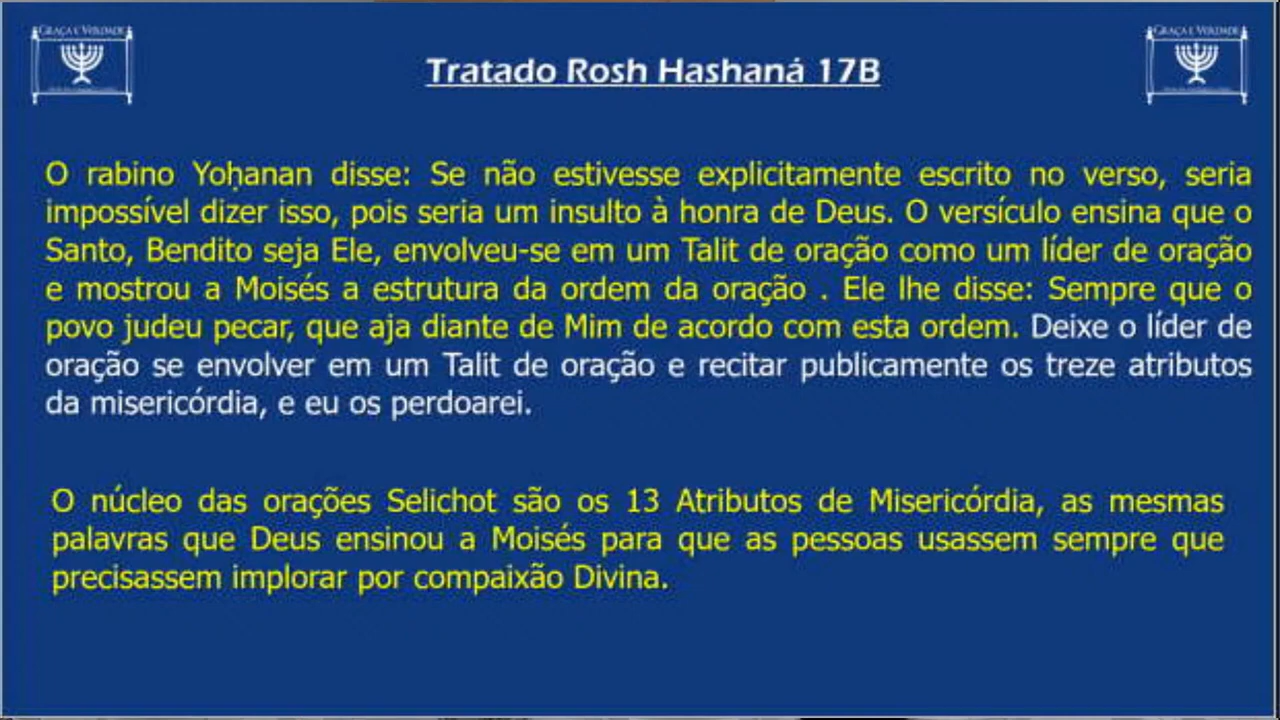 GRAÇA E VERDADE
GRAÇA E VERDADE
Tratado Rosh Hashaná 17B
O rabino Yoḥanan disse: Se não estivesse explicitamente escrito no verso, seria
impossível dizer isso, pois seria um insulto à honra de Deus. O versículo ensina que o
Santo, Bendito seja Ele, envolveu-se em um Talit de oração como um líder de oração
e mostrou a Moisés a estrutura da ordem da oração . Ele lhe disse: Sempre que o
povo judeu pecar, que aja diante de Mim de acordo com esta ordem. Deixe o líder de
oração se envolver em um Talit de oração e recitar publicamente os treze atributos
da misericórdia, e eu os perdoarei.
O núcleo das orações Selichot são os 13 Atributos de Misericórdia, as mesmas
palavras que Deus ensinou a Moisés para que as pessoas usassem sempre que
precisassem implorar por compaixão Divina.